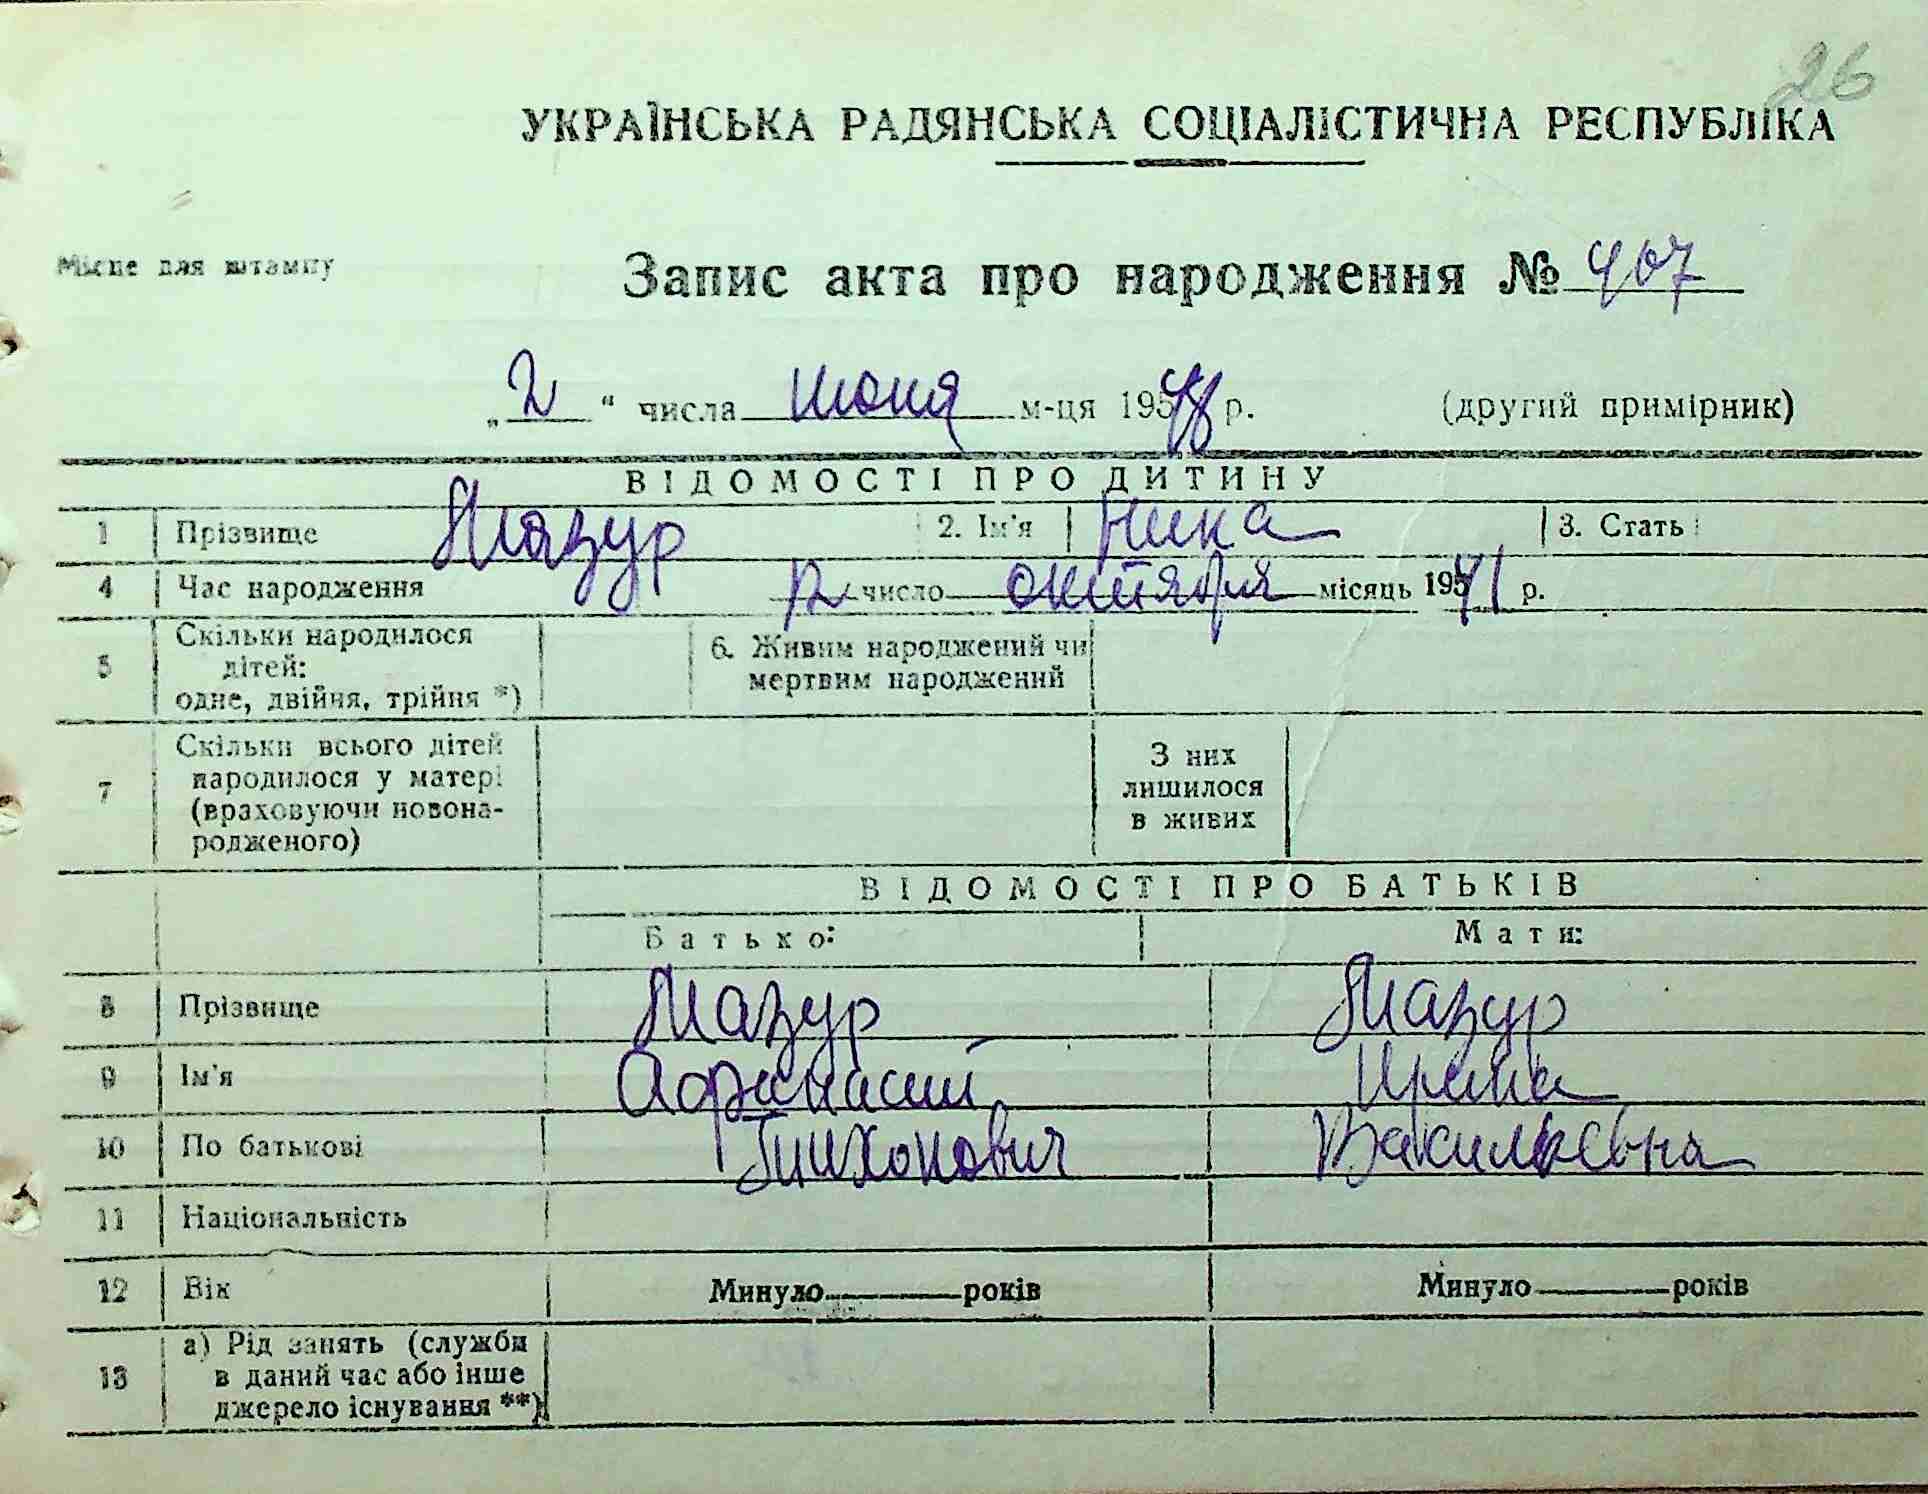 26
УКРАЇНСЬКА РАДЯНСЬКА СОЦІАЛІСТИЧНА РЕСПУБЛІКА
Місце для штампу
Запис акта про народження № 407
„ 2 “ числа июня м-ця 1948 р. (другий примірник)
ВІДОМОСТІ ПРО ДИТИНУ
1 Прізвище Мазур 2. Ім'я Ника 3. Стать
4 Час народження 12 число октября місяць 1941 р.
5 Скільки народилося дітей: одне, двійня, трійня *) 6. Живим народжений чи мертвим народжений
7 Скільки всього дітей народилося у матері (враховуючи новонародженого) З них лишилося в живих
ВІДОМОСТІ ПРО БАТЬКІВ
Батько: Мати:
8 Прізвище Мазур Мазур
9 Ім'я Афанасий Ирина
10 По батькові Тихонович Васильевна
11 Національність
12 Вік Минуло років Минуло років
13 а) Рід занять (служби в даний час або інше джерело існування **)